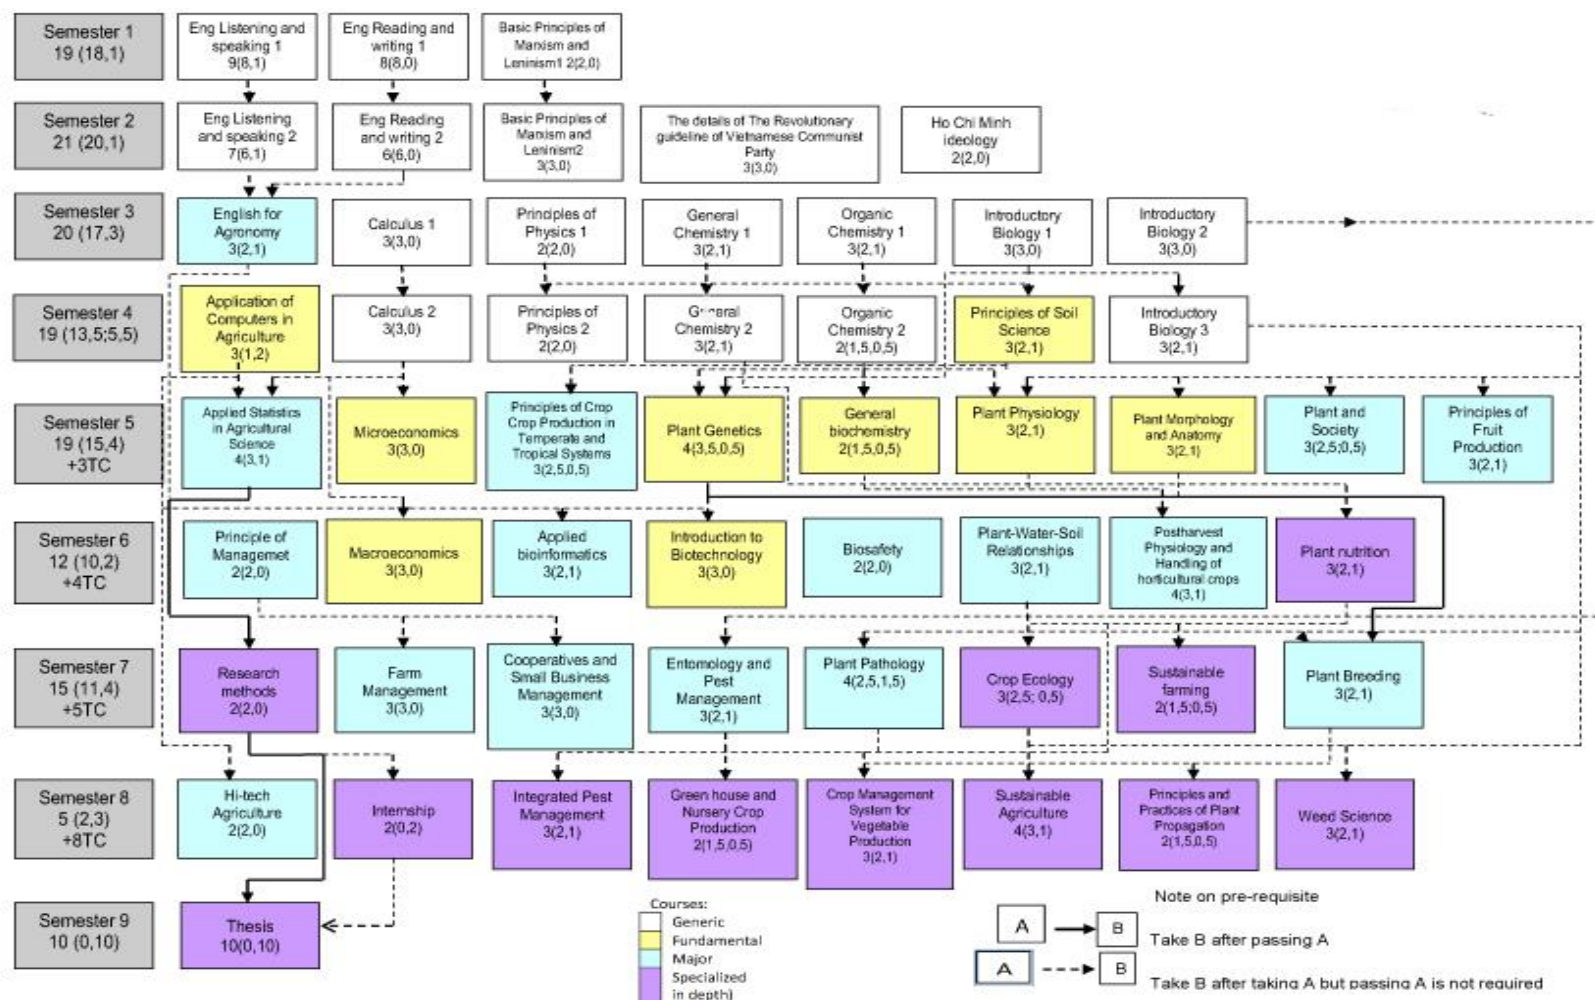 Semester 1
19 (18,1)
Eng Listening and
speaking 1
9(8,1)
Eng Reading and
writing 1
8(8,0)
Basic Principles of
Marxism and
Leninism1 2(2,0)
Semester 2
21 (20,1)
Eng Listening
and speaking 2
7(6,1)
Eng Reading
and writing 2
6(6,0)
Basic Principles of
Marxism and
Leninism2
3(3,0)
The details of The Revolutionary
guideline of Vietnamese Communist
Party
3(3,0)
Ho Chi Minh
ideology
2(2,0)
Semester 3
20 (17,3)
English for
Agronomy
3(2,1)
Calculus 1
3(3,0)
Principles of
Physics 1
2(2,0)
General
Chemistry 1
3(2,1)
Organic
Chemistry 1
3(2,1)
Introductory
Biology 1
3(3,0)
Introductory
Biology 2
3(3,0)
Semester 4
19 (13,5;5,5)
Application of
Computers in
Agriculture
3(1,2)
Calculus 2
3(3,0)
Principles of
Physics 2
2(2,0)
General
Chemistry 2
3(2,1)
Organic
Chemistry 2
2(1,5,0,5)
Principles of Soil
Science
3(2,1)
Introductory
Biology 3
3(2,1)
Semester 5
19 (15,4)
+3TC
Applied Statistics
in Agricultural
Science
4(3,1)
Microeconomics
3(3,0)
Principles of Crop
Crop Production in
Temperate and
Tropical Systems
3(2,5,0,5)
Plant Genetics
4(3,5,0,5)
General
biochemistry
2(1,5,0,5)
Plant Physiology
3(2,1)
Plant Morphology
and Anatomy
3(2,1)
Plant and
Society
3(2,5;0,5)
Principles of
Fruit
Production
3(2,1)
Semester 6
12 (10,2)
+4TC
Principle of
Managemet
2(2,0)
Macroeconomics
3(3,0)
Applied
bioinformatics
3(2,1)
Introduction to
Biotechnology
3(3,0)
Biosafety
2(2,0)
Plant-Water-Soil
Relationships
3(2,1)
Postharvest
Physiology and
Handling of
horticultural crops
4(3,1)
Plant nutrition
3(2,1)
Semester 7
15 (11,4)
+5TC
Research
methods
2(2,0)
Farm
Management
3(3,0)
Cooperatives and
Small Business
Management
3(3,0)
Entomology and
Pest
Management
3(2,1)
Plant Pathology
4(2,5,1,5)
Crop Ecology
3(2,5; 0,5)
Sustainable
farming
2(1,5;0,5)
Plant Breeding
3(2,1)
Semester 8
5 (2,3)
+8TC
Hi-tech
Agriculture
2(2,0)
Internship
2(0,2)
Integrated Pest
Management
3(2,1)
Green house and
Nursery Crop
Production
2(1,5,0,5)
Crop Management
System for
Vegetable
Production
3(2,1)
Sustainable
Agriculture
4(3,1)
Principles and
Practices of Plant
Propagation
2(1,5,0,5)
Weed Science
3(2,1)
Semester 9
10 (0,10)
Thesis
10(0,10)
Courses:
Generic
Fundamental
Major
Specialized
in depth)
Note on pre-requisite
A
B
Take B after passing A
A
B
Take B after taking A but passing A is not required